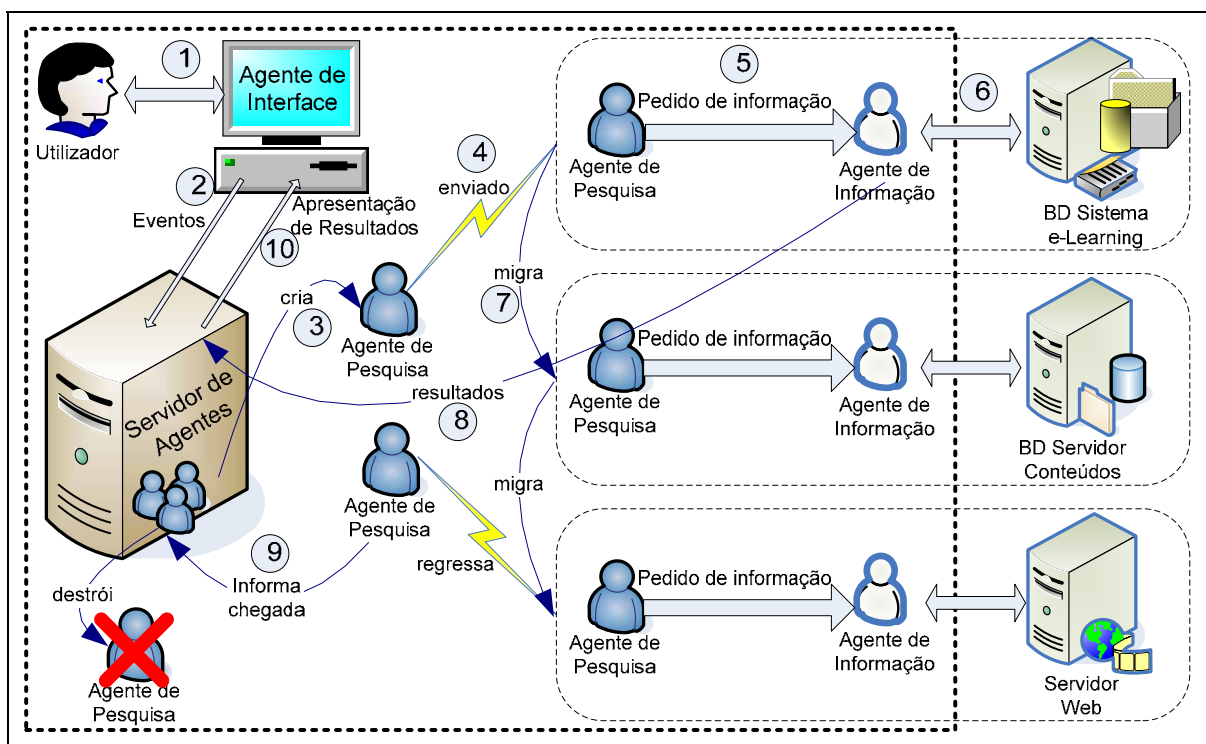 1
Agente de
Interface
Utilizador
2
Eventos
10
Apresentação
de Resultados
4
enviado
cria
3
Agente de
Pesquisa
Servidor de
Agentes
5
Pedido de informação
Agente de
Pesquisa
Agente de
Informação
6
BD Sistema
e-Learning
migra
7
Pedido de informação
Agente de
Pesquisa
Agente de
Informação
BD Servidor
Conteúdos
resultados
8
Agente de
Pesquisa
migra
regressa
9
Informa
chegada
destrói
Agente de
Pesquisa
Pedido de informação
Agente de
Pesquisa
Agente de
Informação
Servidor
Web